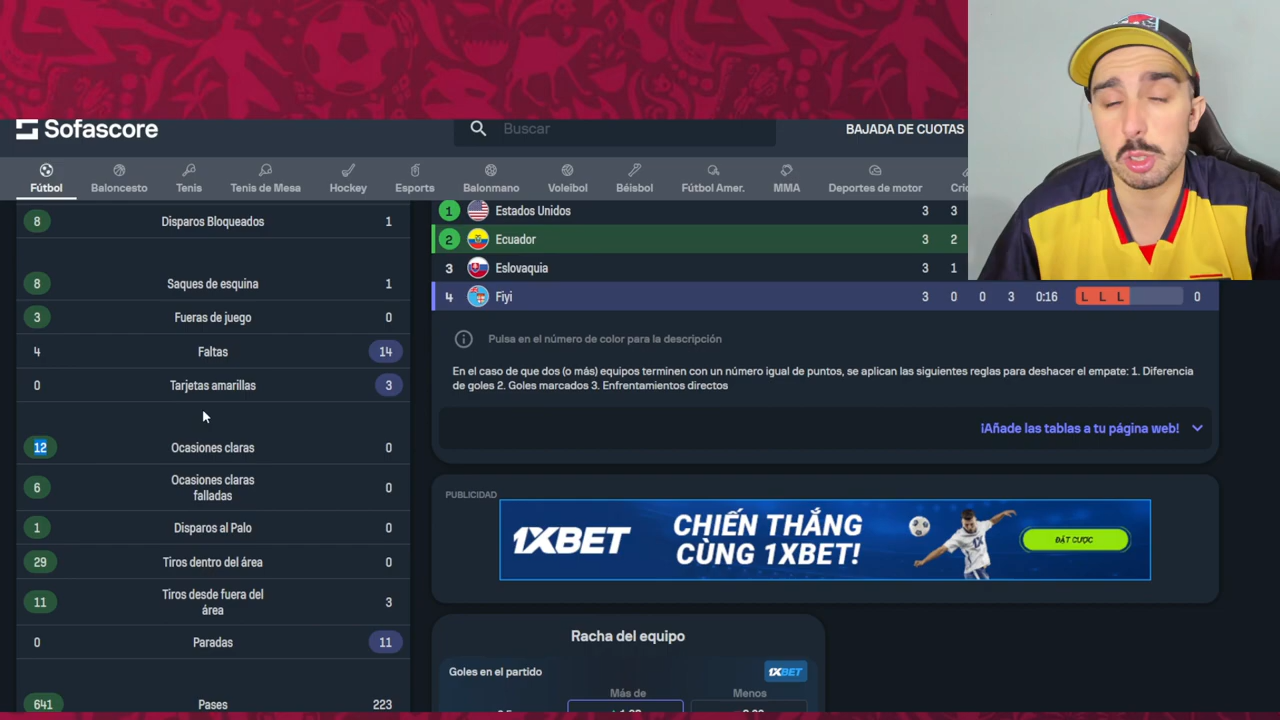 Sofascore
Buscar
BAJADA DE CUOTAS
Fútbol
Baloncesto
Tenis
Tenis de Mesa
Hockey
Esports
Balonmano
Voleibol
Béisbol
Fútbol Amer.
MMA
Deportes de motor
8 Disparos Bloqueados 1
8 Saques de esquina 1
3 Fueras de juego 0
4 Faltas 14
0 Tarjetas amarillas 3
12 Ocasiones claras 0
6 Ocasiones claras 0
falladas
1 Disparos al Palo 0
29 Tiros dentro del área 0
11 Tiros desde fuera del 3
área
0 Paradas 11
641 Pases 223
1 Estados Unidos 3 3
2 Ecuador 3 2
3 Eslovaquia 3 1
4 Fiyi 3 0 0 3 0:16 L L L 0
Pulsa en el número de color para la descripción
En el caso de que dos (o más) equipos terminen con un número igual de puntos, se aplican las siguientes reglas para deshacer el empate: 1. Diferencia
de goles 2. Goles marcados 3. Enfrentamientos directos
¡Añade las tablas a tu página web!
PUBLICIDAD
1XBET
CHIẾN THẮNG
CÙNG 1XBET!
ĐẶT CƯỢC
Racha del equipo
Goles en el partido
1XBET
Más de
Menos